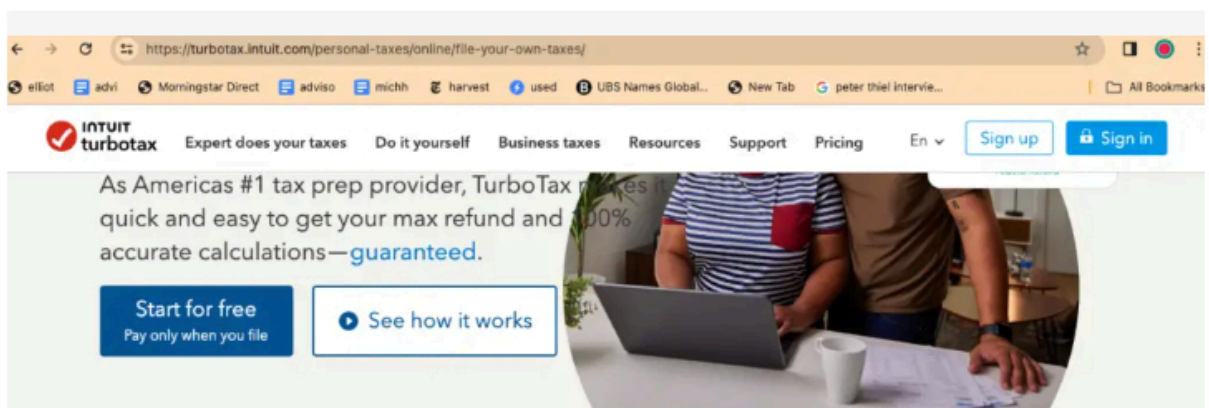 https://turbotax.intuit.com/personal-taxes/online/file-your-own-taxes/
elliot advi Morningstar Direct adviso michh harvest used UBS Names Global... New Tab peter thiel intervie... All Bookmarks
INTUIT
turbotax Expert does your taxes Do it yourself Business taxes Resources Support Pricing En Sign up Sign in
As Americas #1 tax prep provider, TurboTax makes it
quick and easy to get your max refund and 100%
accurate calculations—guaranteed.
Start for free
Pay only when you file
See how it works